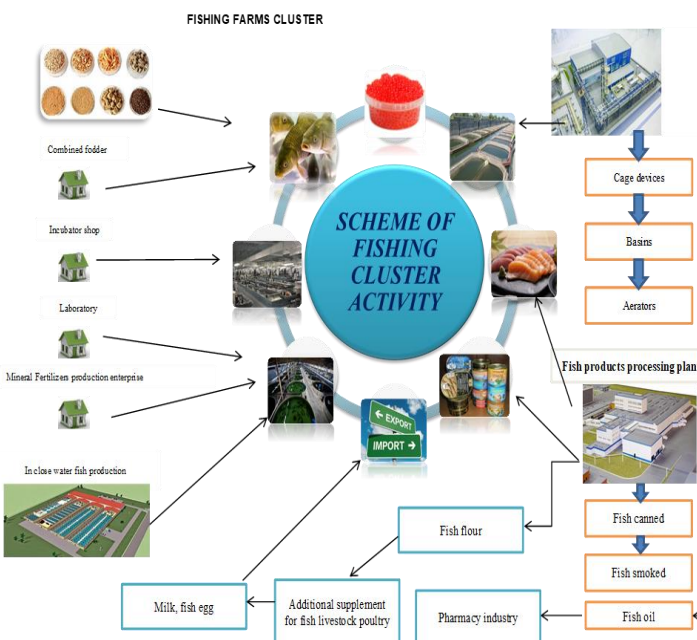 FISHING FARMS CLUSTER
Combined fodder
Incubator shop
Laboratory
Mineral Fertilizers production enterprise
In close water fish production
SCHEME OF
FISHING
CLUSTER
ACTIVITY
EXPORT
IMPORT
Cage devices
Basins
Aerators
Fish products processing plan
Fish canned
Fish smoked
Fish oil
Fish flour
Milk, fish egg
Additional supplement
for fish livestock poultry
Pharmacy industry